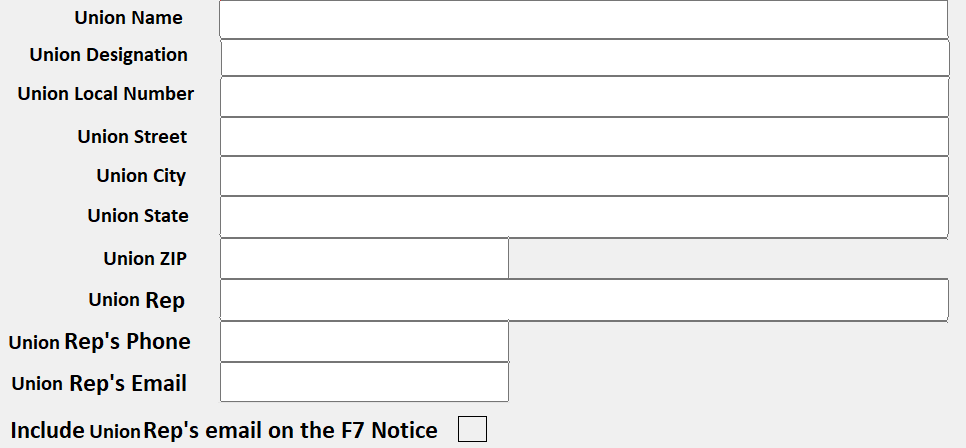 Union Name
Union Designation
Union Local Number
Union Street
Union City
Union State
Union ZIP
Union Rep
Union Rep's Phone
Union Rep's Email
Include Union Rep's email on the F7 Notice